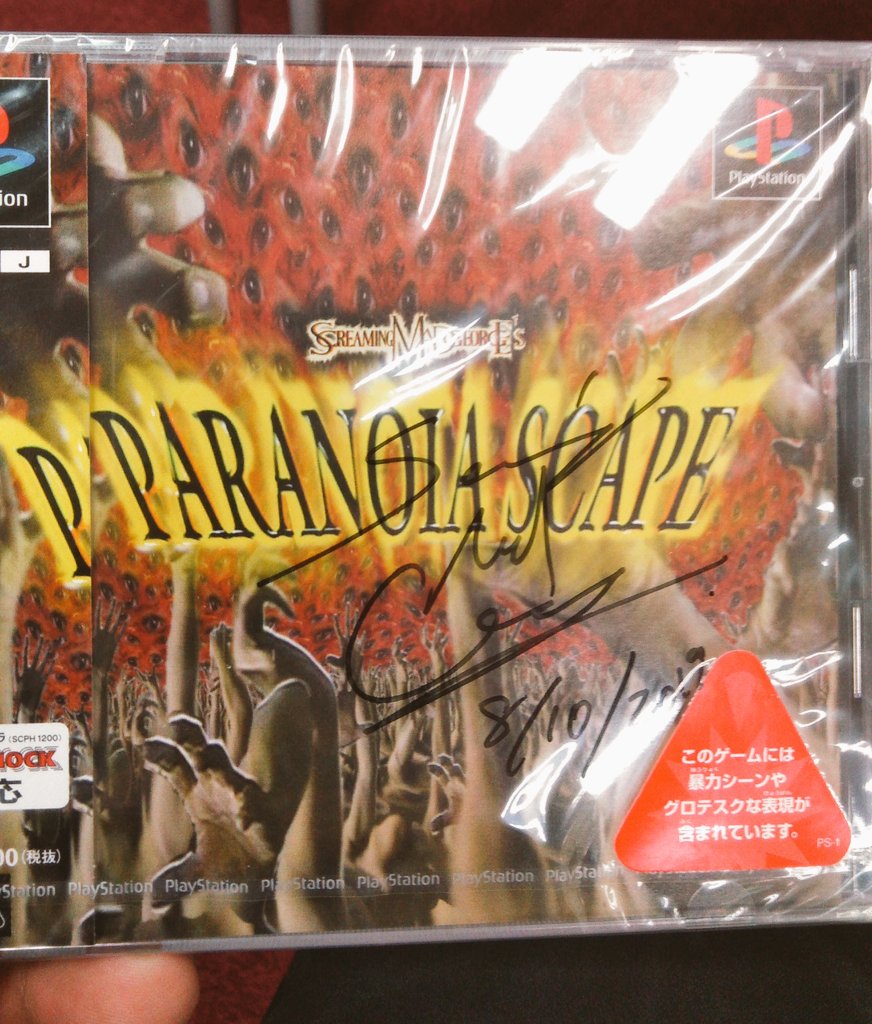 PlayStation
J
SCREAMING MAD GEORGE'S
PARANOIA SCAPE
8/10/
このゲームには
暴力シーンや
グロテスクな表現が
含まれています。
PS-1
(SCPH 1200)
応
00(税抜)
PlayStation PlayStation PlayStation PlayStation PlayStation PlayStation